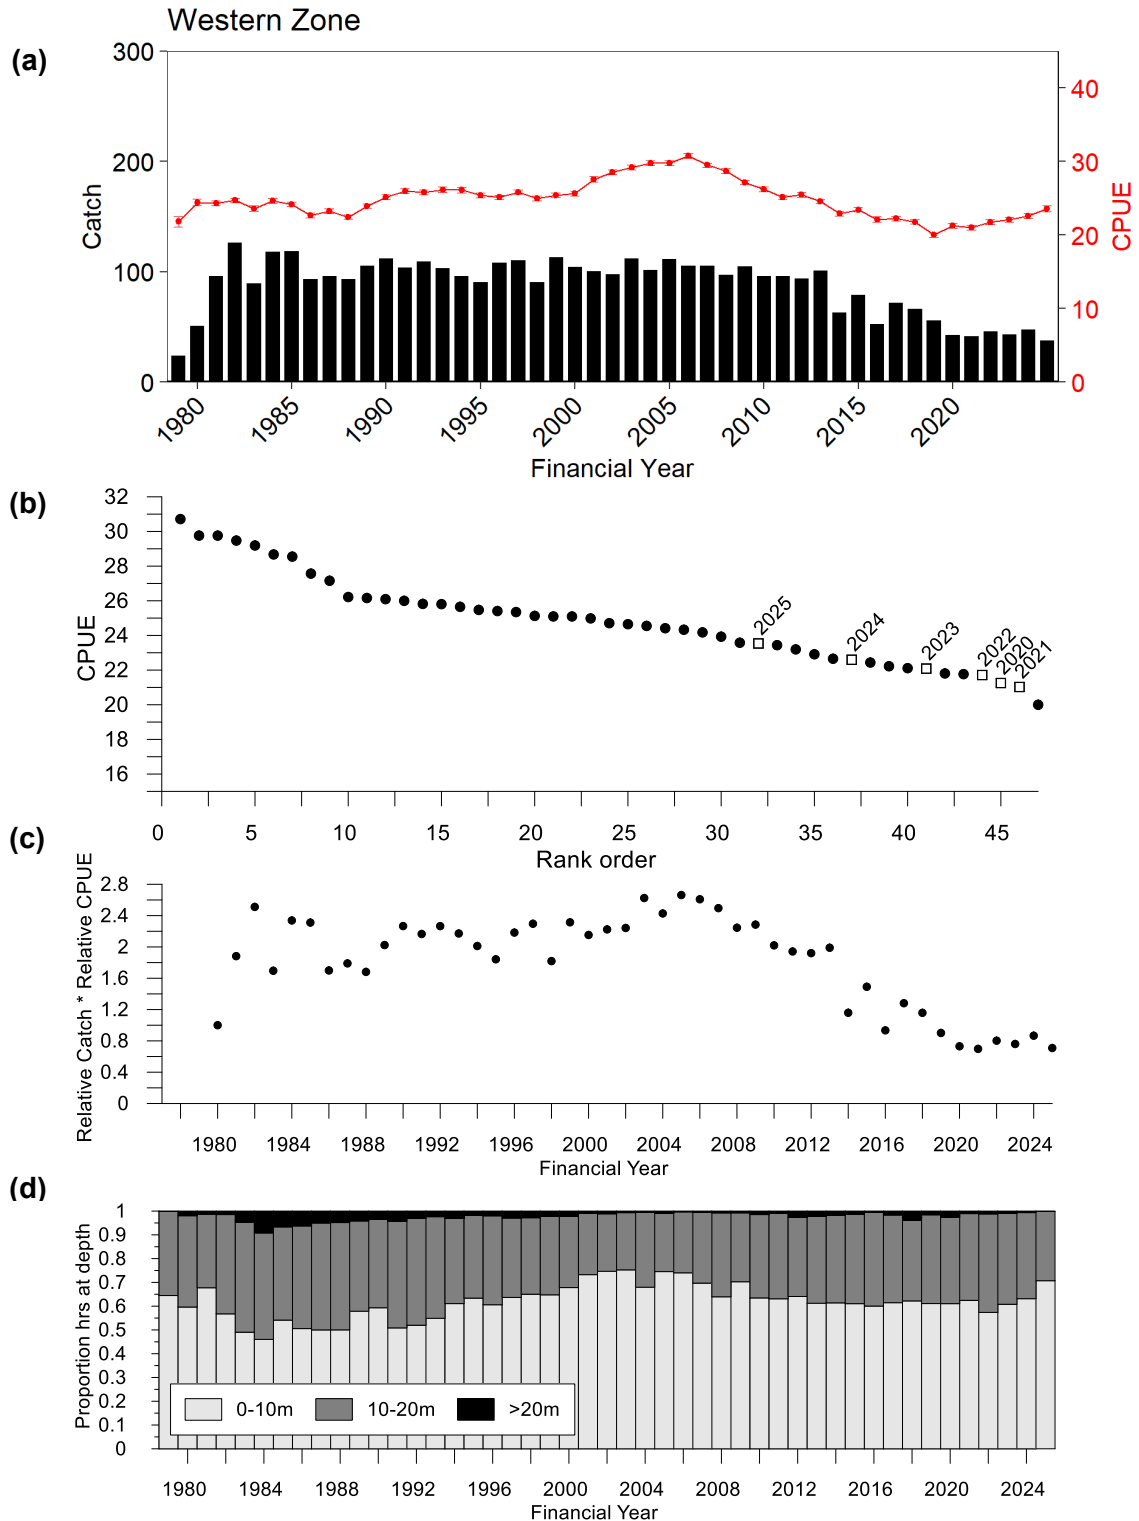 Western Zone
(a)
300
200
100
0
Catch
40
30
20
10
0
CPUE
1980 1985 1990 1995 2000 2005 2010 2015 2020
Financial Year
(b)
32
30
28
26
24
22
20
18
16
CPUE
2025 2024 2023 2022 2020 2021
0 5 10 15 20 25 30 35 40 45
Rank order
(c)
2.8
2.4
2
1.6
1.2
0.8
0.4
0
Relative Catch * Relative CPUE
1980 1984 1988 1992 1996 2000 2004 2008 2012 2016 2020 2024
Financial Year
(d)
1
0.9
0.8
0.7
0.6
0.5
0.4
0.3
0.2
0.1
0
Proportion hrs at depth
0-10m 10-20m >20m
1980 1984 1988 1992 1996 2000 2004 2008 2012 2016 2020 2024
Financial Year